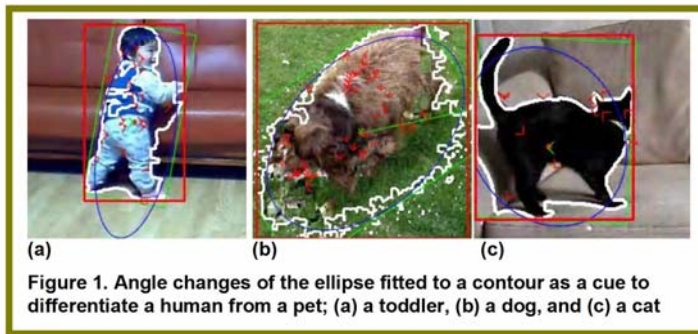 (a) (b) (c)
Figure 1. Angle changes of the ellipse fitted to a contour as a cue to
differentiate a human from a pet; (a) a toddler, (b) a dog, and (c) a cat